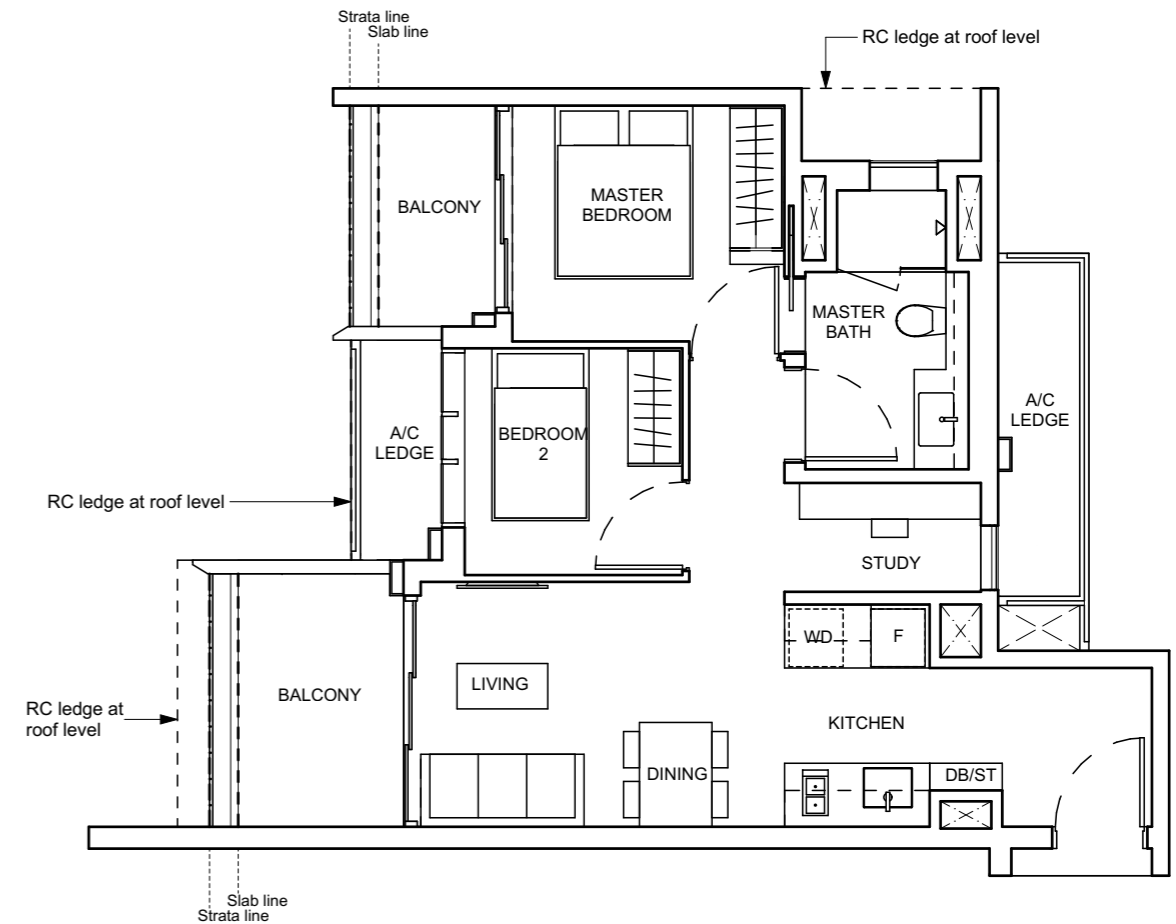 Strata line
Slab line
RC ledge at roof level
BALCONY
MASTER
BEDROOM
MASTER
BATH
A/C
LEDGE
A/C
LEDGE
BEDROOM
2
RC ledge at roof level
STUDY
WD
F
LIVING
BALCONY
RC ledge at
roof level
KITCHEN
DINING
DB/ST
Slab line
Strata line